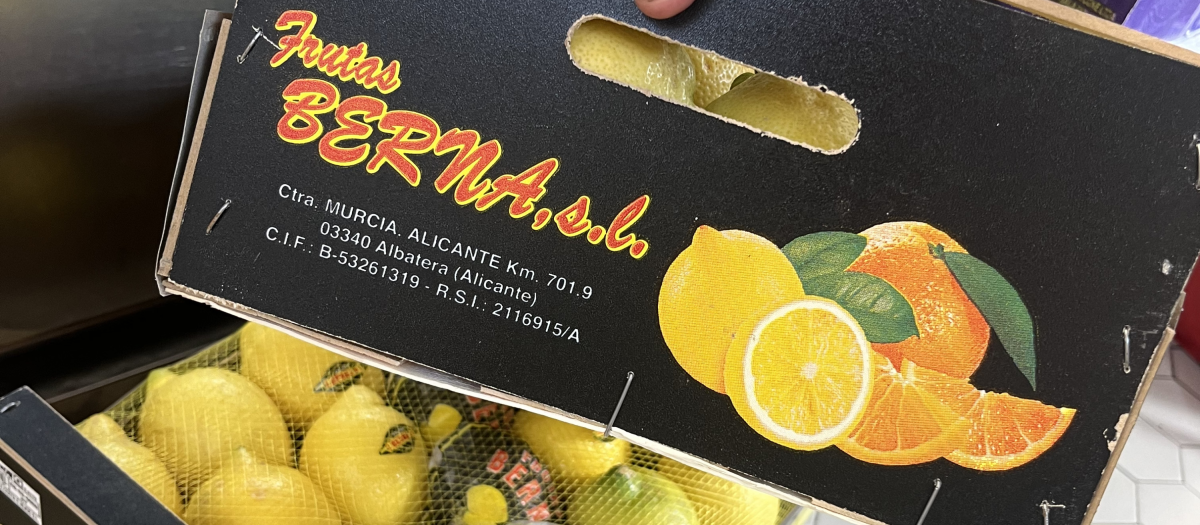 Frutas
BERNA, s.l.
Ctra. MURCIA. ALICANTE Km. 701.9
03340 Albatera (Alicante)
C.I.F.: B-53261319 - R.S.I.: 2116915/A